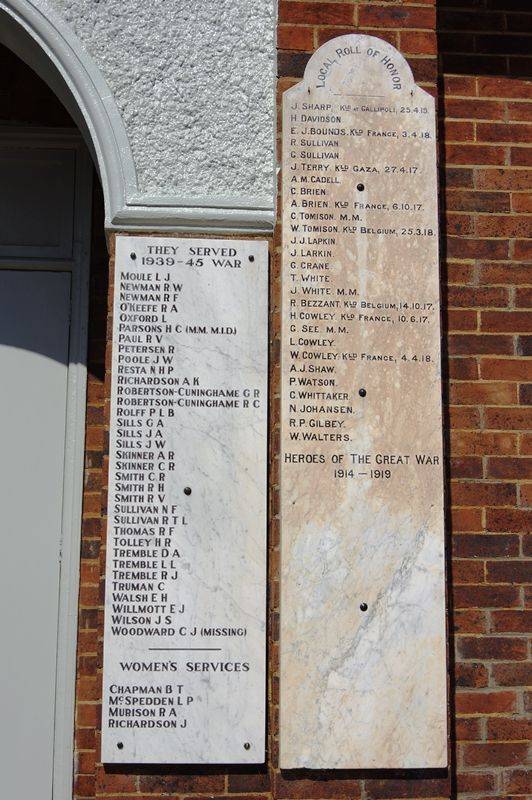 THEY SERVED
1939-45 WAR
MOULE L J
NEWMAN R W
NEWMAN R F
O'KEEFE R A
OXFORD L
PARSONS H C (M.M. M.I.D.)
PAUL R V
PETERSEN R
POOLE J W
RESTA N H P
RICHARDSON A K
ROBERTSON-CUNINGHAME G R
ROBERTSON-CUNINGHAME R C
ROLFF P L B
SILLS G A
SILLS J A
SILLS J W
SKINNER A R
SKINNER C R
SMITH C R
SMITH R H
SMITH R V
SULLIVAN N F
SULLIVAN R T L
THOMAS R F
TOLLEY H R
TREMBLE D A
TREMBLE L L
TREMBLE R J
TRUMAN C
WALSH E H
WILLMOTT E J
WILSON J S
WOODWARD C J (MISSING)
WOMEN'S SERVICES
CHAPMAN B T
McSPEDDEN L P
MURISON R A
RICHARDSON J
LOCAL ROLL OF HONOR
J. SHARP, KLD AT GALLIPOLI, 25.4.15.
H. DAVIDSON.
E. J. BOUNDS. KLD FRANCE, 3.4.18.
R. SULLIVAN.
G. SULLIVAN.
J. TERRY. KLD GAZA, 27.4.17
A. M. CADELL.
C. BRIEN.
A. BRIEN. KLD FRANCE, 6.10.17.
C. TOMISON. M. M.
W. TOMISON. KLD BELGIUM, 25.3.18.
J. J. LAPKIN.
J. LARKIN.
G. CRANE.
T. WHITE.
J. WHITE. M. M.
R. BEZZANT. KLD BELGIUM, 14.10.17.
H. COWLEY. KLD FRANCE, 10.6.17.
G. SEE. M. M.
L. COWLEY.
W. COWLEY. KLD FRANCE, 4.4.18.
A. J. SHAW.
P. WATSON.
C. WHITTAKER.
N. JOHANSEN.
R. P. GILBEY.
W. WALTERS.
HEROES OF THE GREAT WAR
1914 - 1919